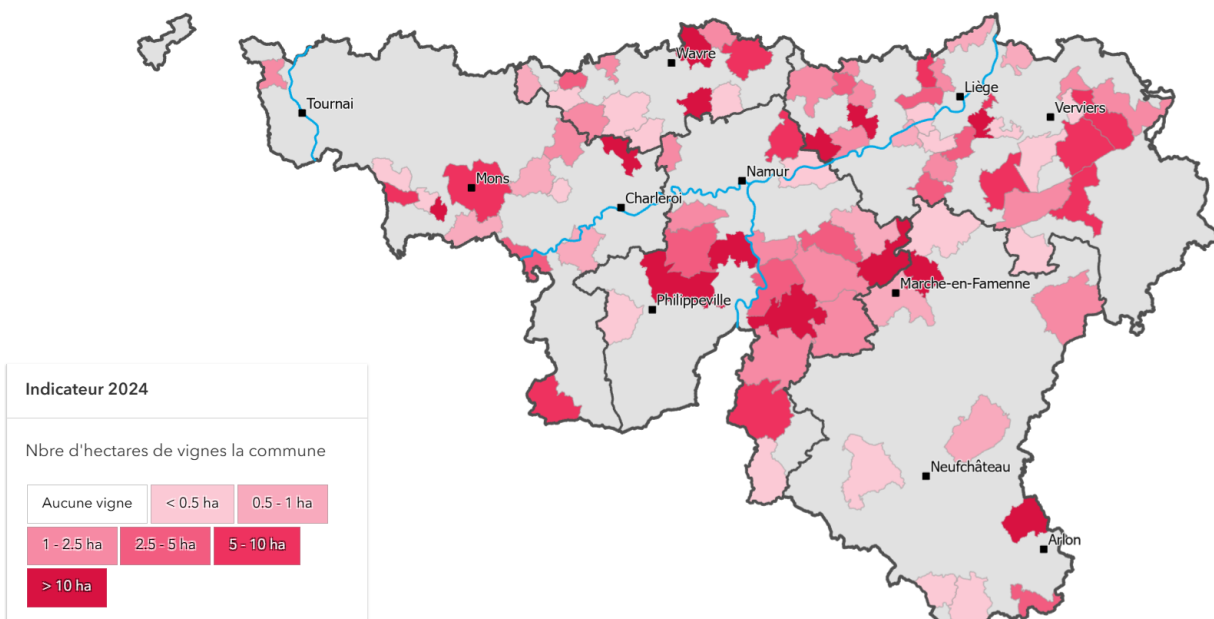 Wavre
Liège
Tournai
Verviers
Namur
Mons
Charleroi
Marche-en-Famenne
Philippeville
Indicateur 2024
Nbre d'hectares de vignes la commune
Neufchâteau
Aucune vigne < 0.5 ha 0.5 - 1 ha
1 - 2.5 ha 2.5 - 5 ha 5 - 10 ha
Arlon
> 10 ha